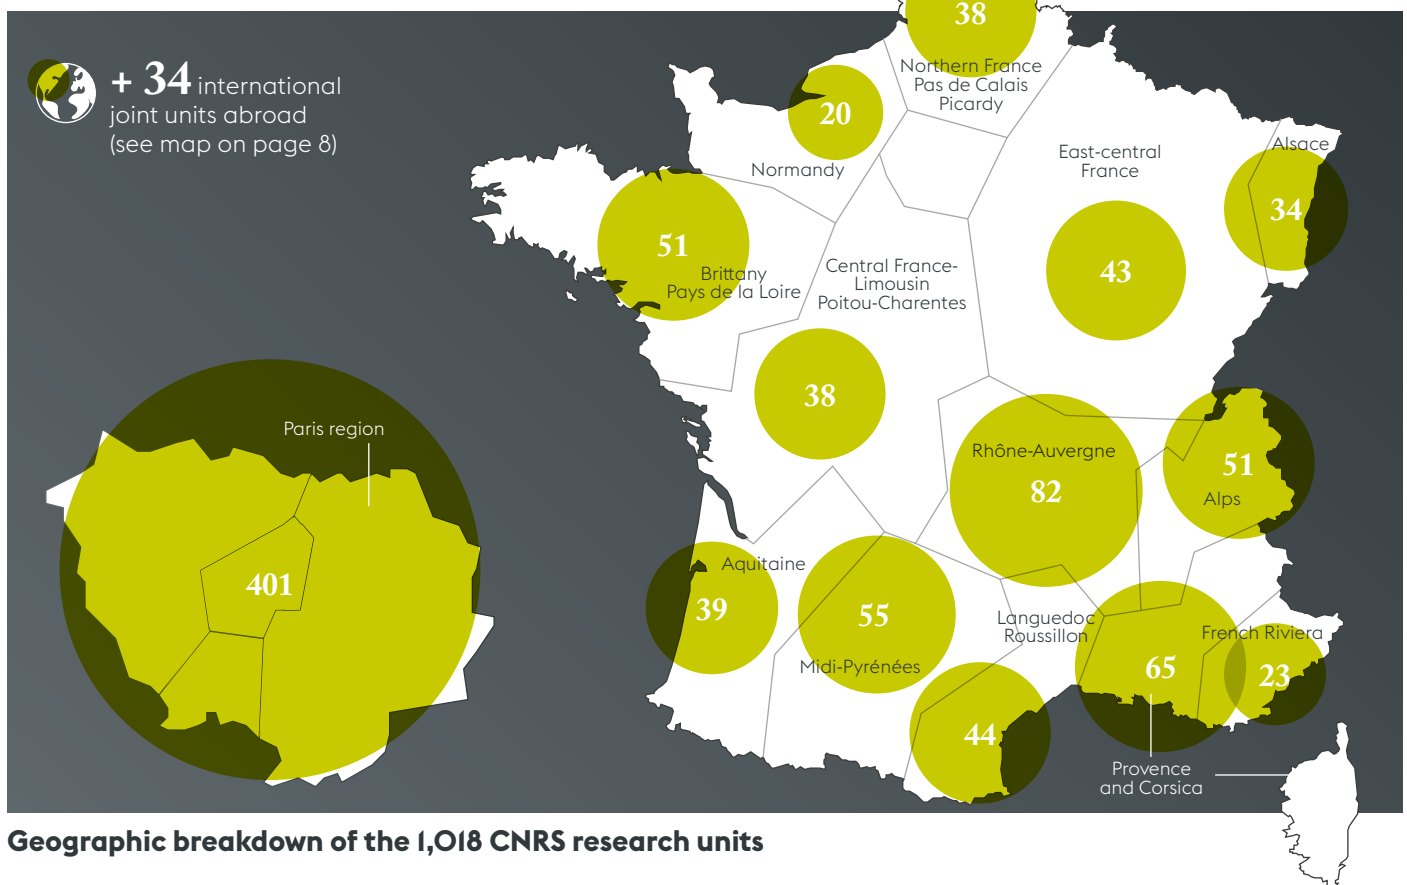 38
Northern France
Pas de Calais
Picardy
+ 34 international
joint units abroad
(see map on page 8)
20
Normandy
East-central
France
Alsace
34
51
Brittany
Pays de la Loire
Central France-
Limousin
Poitou-Charentes
43
38
Paris region
401
Rhône-Auvergne
82
51
Alps
Aquitaine
39
55
Midi-Pyrénées
Languedoc
Roussillon
44
65
French Riviera
23
Provence
and Corsica
Geographic breakdown of the 1,018 CNRS research units